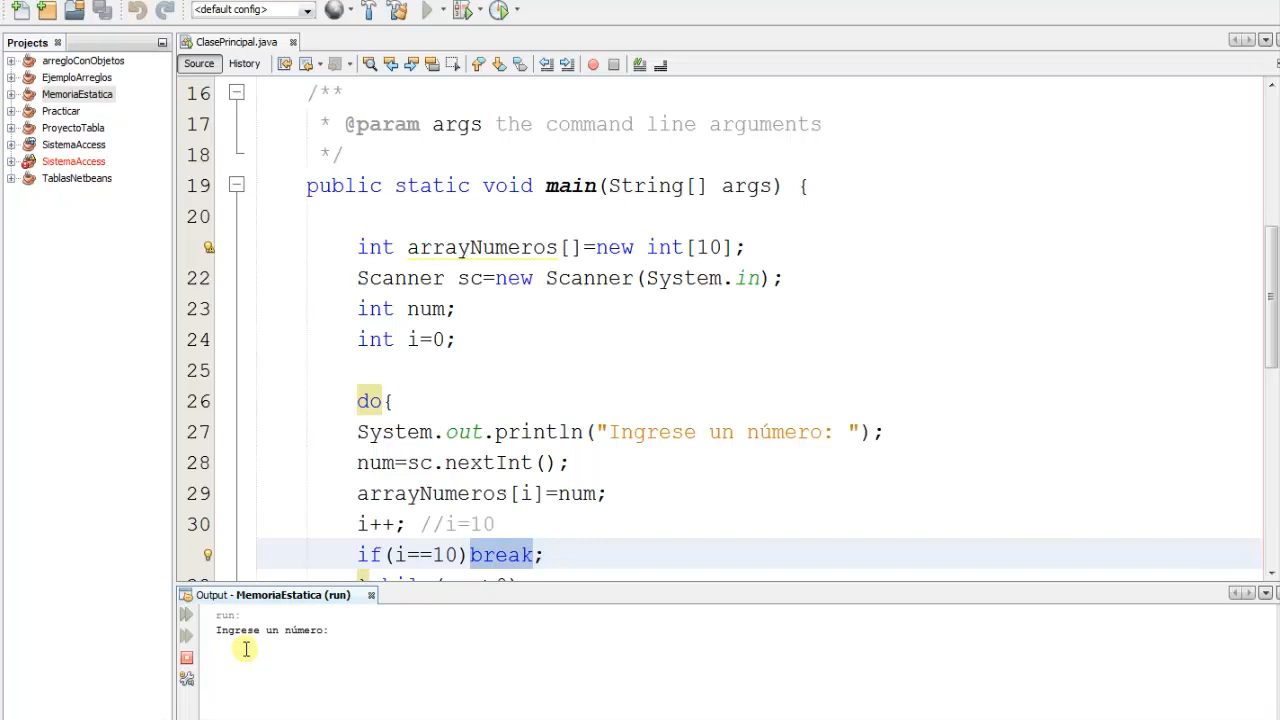 <default config>
Projects
ClasePrincipal.java
Source
History
arregloConObjetos
EjemploArreglos
MemoriaEstatica
Practicar
ProyectoTabla
SistemaAccess
SistemaAccess
TablasNetbeans
16 /**
17 * @param args the command line arguments
18 */
19 public static void main(String[] args) {
20
int arrayNumeros[]=new int[10];
22 Scanner sc=new Scanner(System.in);
23 int num;
24 int i=0;
25
26 do{
27 System.out.println("Ingrese un número: ");
28 num=sc.nextInt();
29 arrayNumeros[i]=num;
30 i++; //i=10
if(i==10)break;
Output - MemoriaEstatica (run)
run:
Ingrese un número: